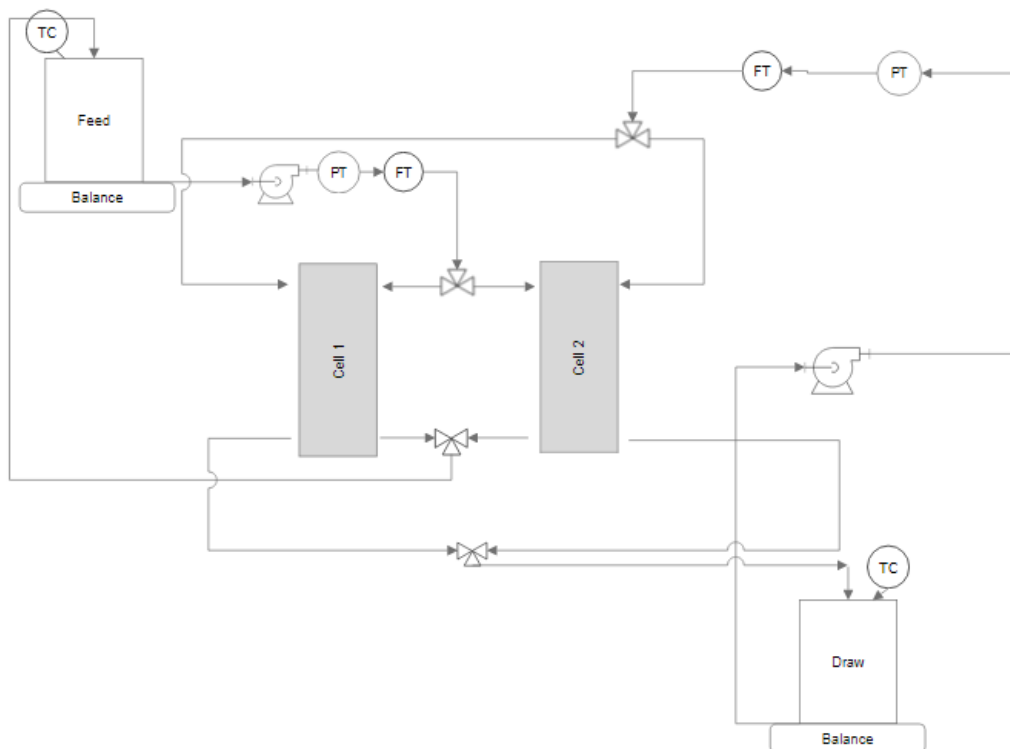 TC
Feed
Balance
FT
PT
PT
FT
Cell 1
Cell 2
TC
Draw
Balance